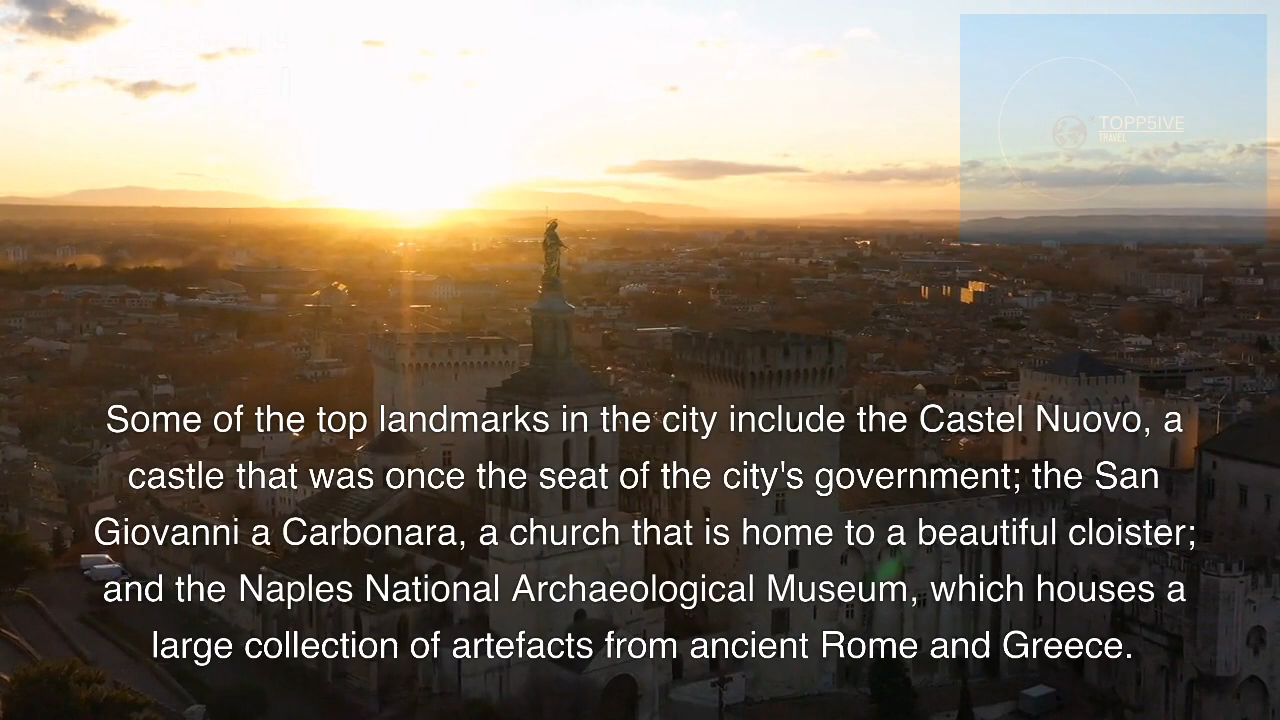 TOPP5IVE
TRAVEL
Some of the top landmarks in the city include the Castel Nuovo, a
castle that was once the seat of the city's government; the San
Giovanni a Carbonara, a church that is home to a beautiful cloister;
and the Naples National Archaeological Museum, which houses a
large collection of artefacts from ancient Rome and Greece.